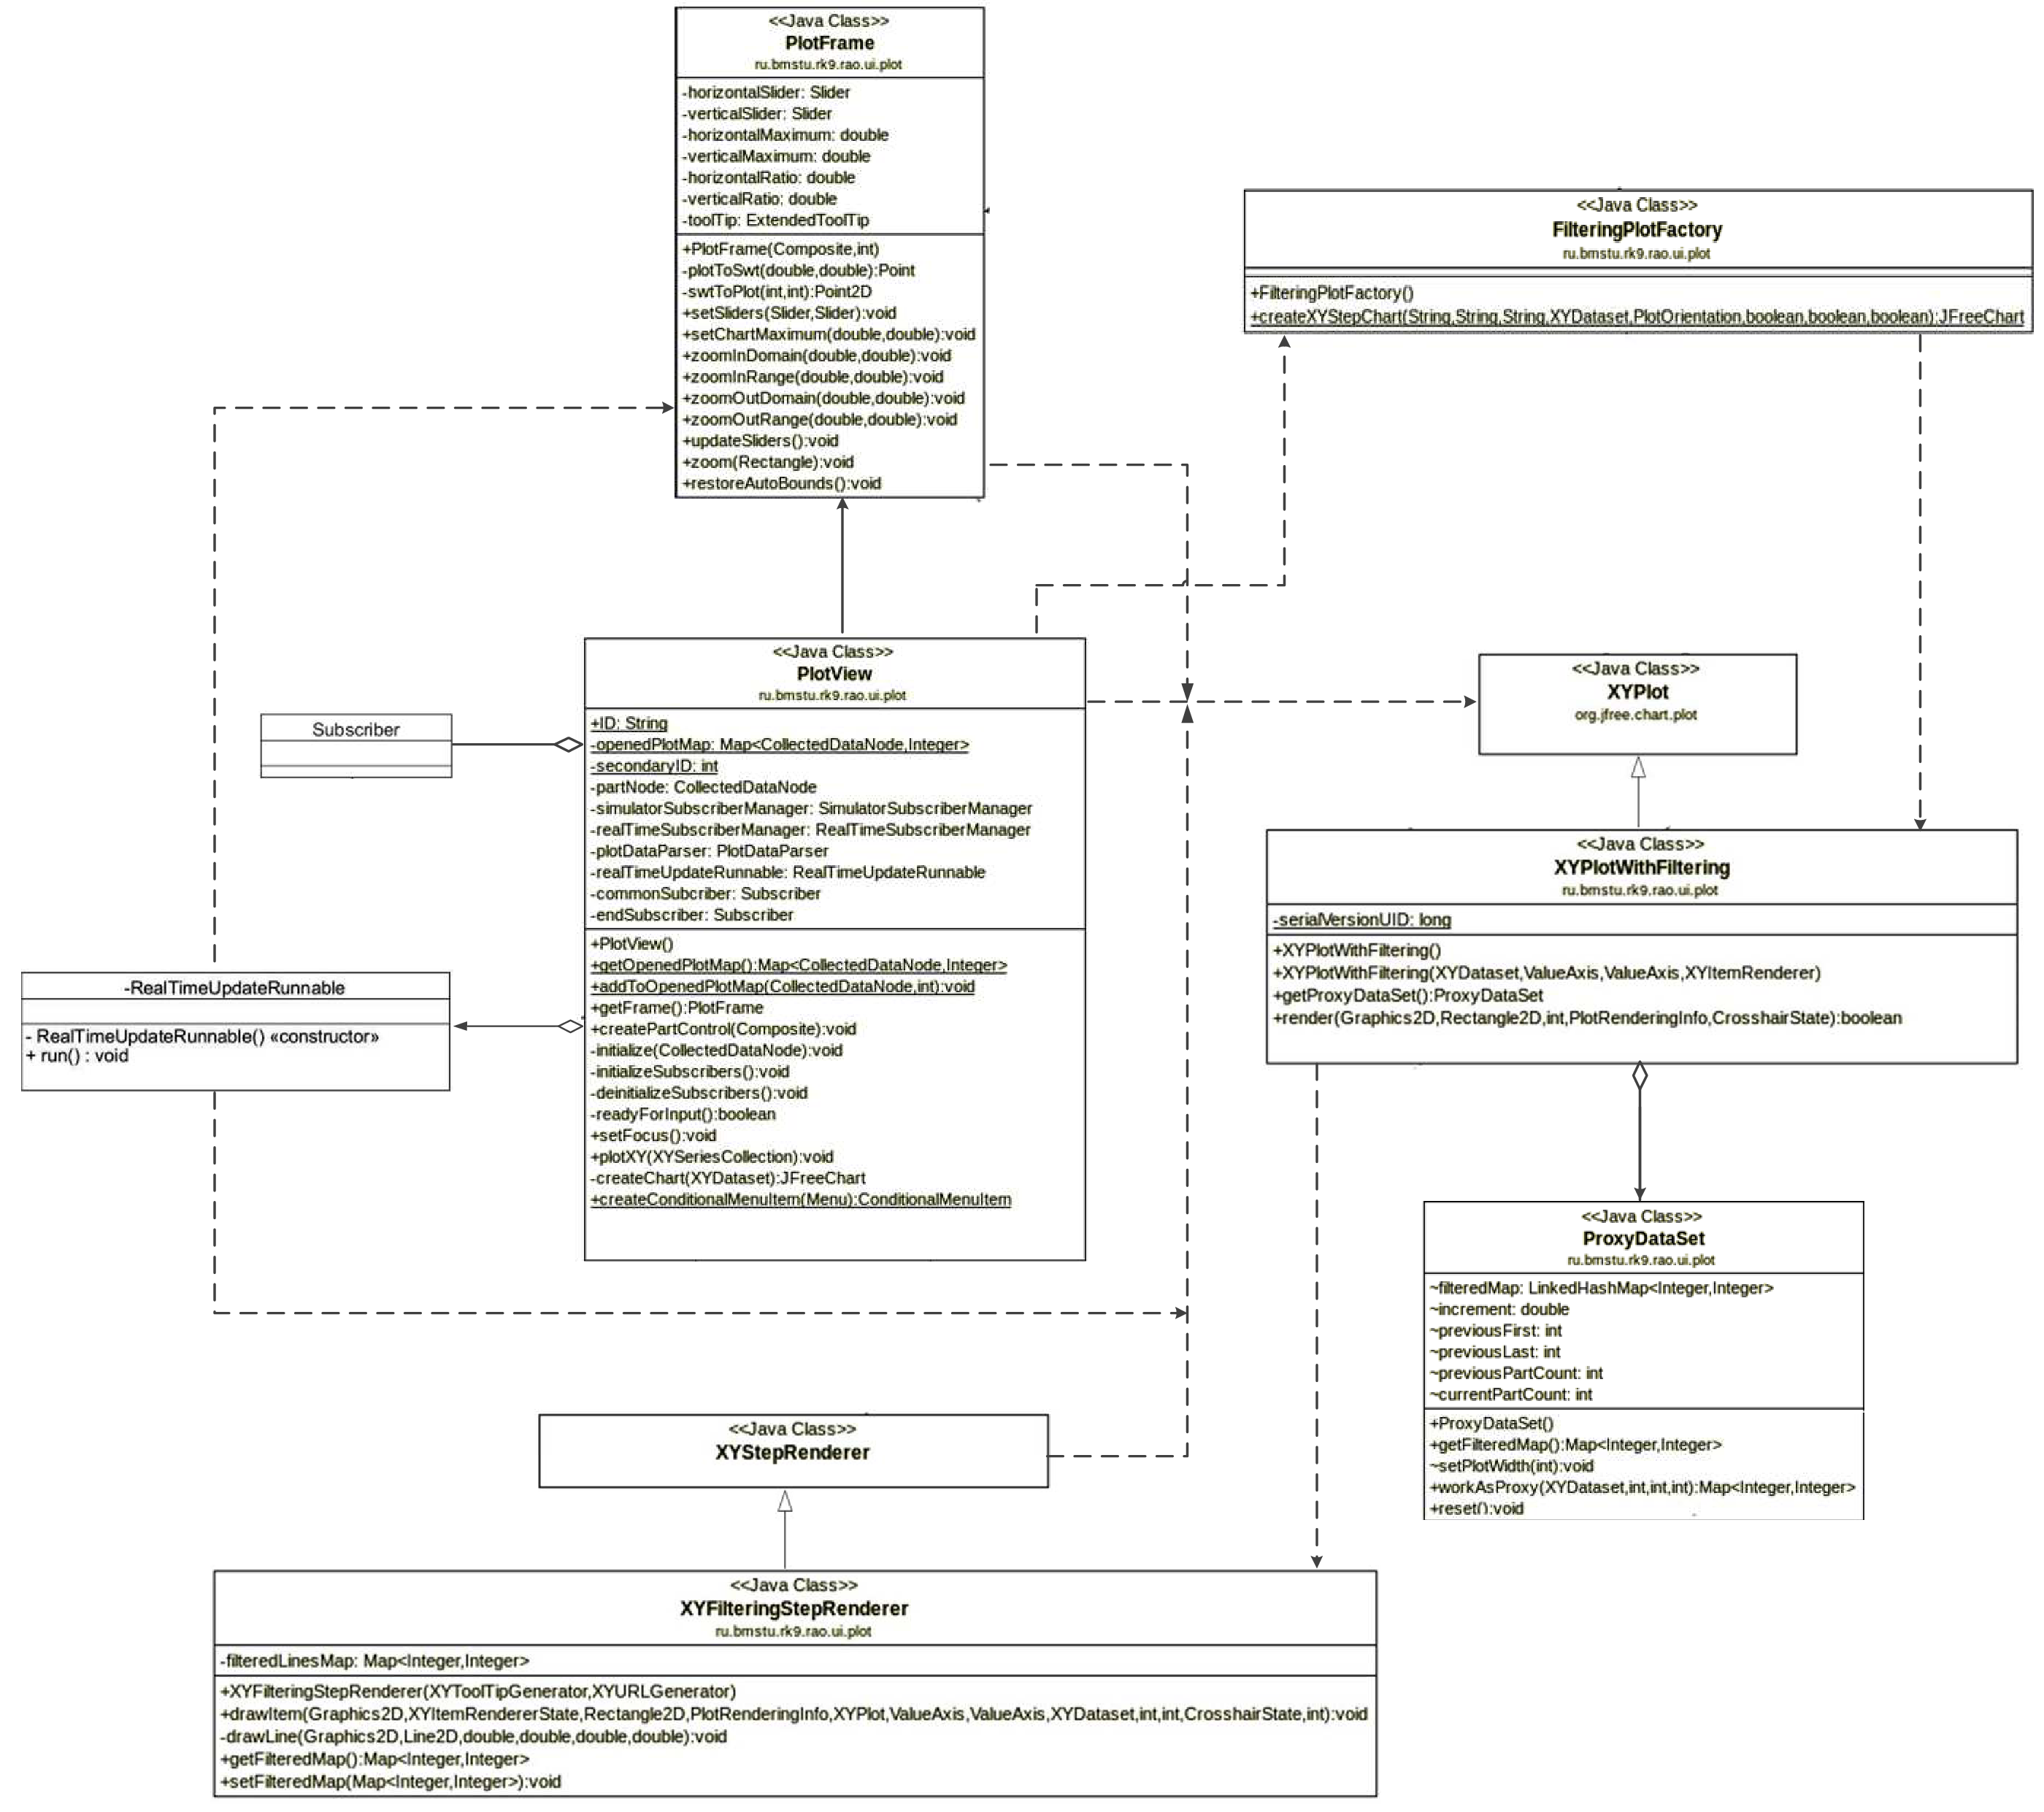 <<Java Class>>
PlotFrame
ru.bmstu.rk9.rao.ui.plot
-horizontalSlider: Slider
-verticalSlider: Slider
-horizontalMaximum: double
-verticalMaximum: double
-horizontalRatio: double
-verticalRatio: double
-toolTip: ExtendedToolTip
+PlotFrame(Composite,int)
-plotToSwt(double,double):Point
-swtToPlot(int,int):Point2D
+setSliders(Slider,Slider):void
+setChartMaximum(double,double):void
+zoomInDomain(double,double):void
+zoomInRange(double,double):void
+zoomOutDomain(double,double):void
+zoomOutRange(double,double):void
+updateSliders():void
+zoom(Rectangle):void
+restoreAutoBounds():void
<<Java Class>>
FilteringPlotFactory
ru.bmstu.rk9.rao.ui.plot
+FilteringPlotFactory()
+createXYStepChart(String,String,String,XYDataset,PlotOrientation,boolean,boolean,boolean):JFreeChart
<<Java Class>>
PlotView
ru.bmstu.rk9.rao.ui.plot
+ID: String
-openedPlotMap: Map<CollectedDataNode,Integer>
-secondaryID: int
-partNode: CollectedDataNode
-simulatorSubscriberManager: SimulatorSubscriberManager
-realTimeSubscriberManager: RealTimeSubscriberManager
-plotDataParser: PlotDataParser
-realTimeUpdateRunnable: RealTimeUpdateRunnable
-commonSubcriber: Subscriber
-endSubscriber: Subscriber
+PlotView()
+getOpenedPlotMap():Map<CollectedDataNode,Integer>
+addToOpenedPlotMap(CollectedDataNode,int):void
+getFrame():PlotFrame
+createPartControl(Composite):void
-initialize(CollectedDataNode):void
-initializeSubscribers():void
-deinitializeSubscribers():void
-readyForInput():boolean
+setFocus():void
+plotXY(XYSeriesCollection):void
-createChart(XYDataset):JFreeChart
+createConditionalMenuItem(Menu):ConditionalMenuItem
Subscriber
-RealTimeUpdateRunnable
- RealTimeUpdateRunnable() «constructor»
+ run() : void
<<Java Class>>
XYPlot
org.jfree.chart.plot
<<Java Class>>
XYPlotWithFiltering
ru.bmstu.rk9.rao.ui.plot
-serialVersionUID: long
+XYPlotWithFiltering()
+XYPlotWithFiltering(XYDataset,ValueAxis,ValueAxis,XYItemRenderer)
+getProxyDataSet():ProxyDataSet
+render(Graphics2D,Rectangle2D,int,PlotRenderingInfo,CrosshairState):boolean
<<Java Class>>
ProxyDataSet
ru.bmstu.rk9.rao.ui.plot
~filteredMap: LinkedHashMap<Integer,Integer>
~increment: double
~previousFirst: int
~previousLast: int
~previousPartCount: int
~currentPartCount: int
+ProxyDataSet()
+getFilteredMap():Map<Integer,Integer>
~setPlotWidth(int):void
+workAsProxy(XYDataset,int,int,int):Map<Integer,Integer>
+reset():void
<<Java Class>>
XYStepRenderer
<<Java Class>>
XYFilteringStepRenderer
ru.bmstu.rk9.rao.ui.plot
-filteredLinesMap: Map<Integer,Integer>
+XYFilteringStepRenderer(XYToolTipGenerator,XYURLGenerator)
+drawItem(Graphics2D,XYItemRendererState,Rectangle2D,PlotRenderingInfo,XYPlot,ValueAxis,ValueAxis,XYDataset,int,int,CrosshairState,int):void
-drawLine(Graphics2D,Line2D,double,double,double,double):void
+getFilteredMap():Map<Integer,Integer>
+setFilteredMap(Map<Integer,Integer>):void